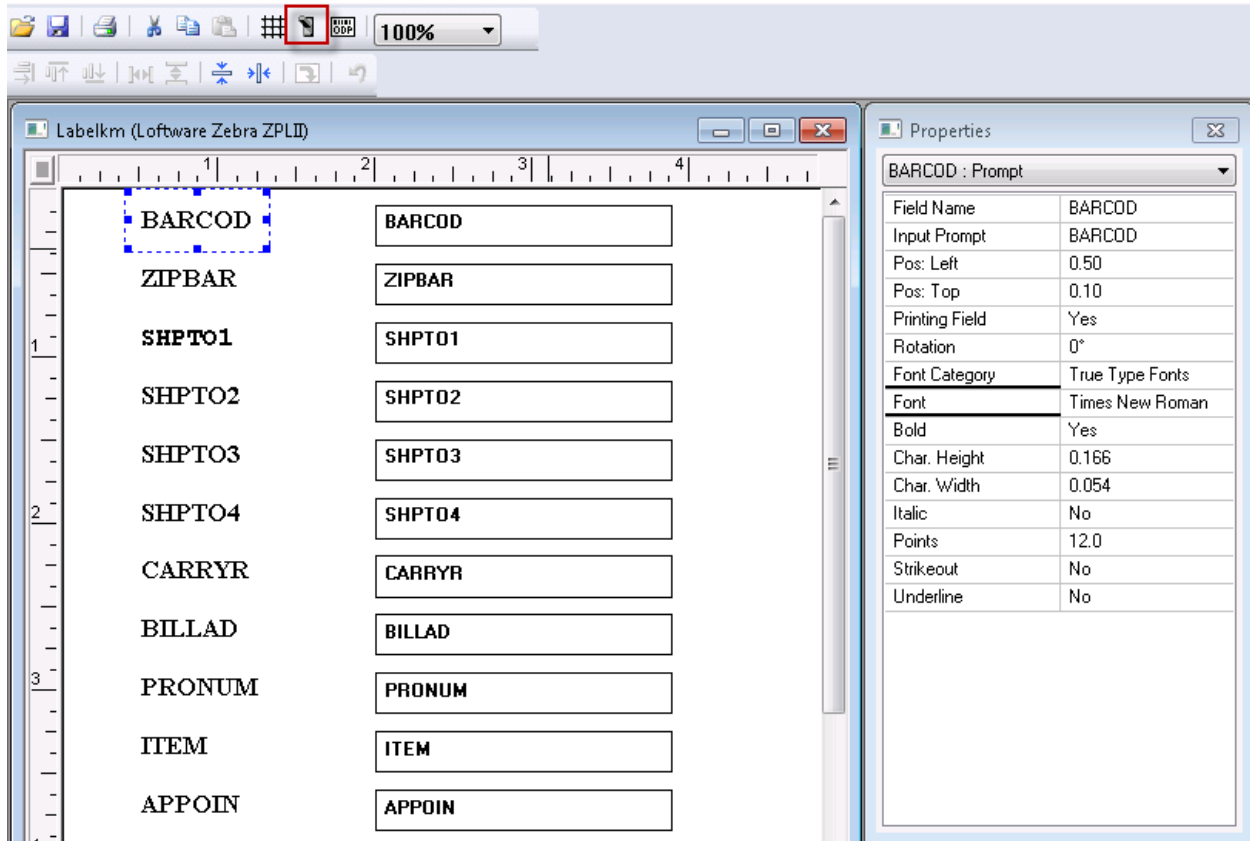 100%
Labelkm (Loftware Zebra ZPLII)
1 2 3 4
BARCOD BARCOD
ZIPBAR ZIPBAR
1 SHPTO1 SHPTO1
SHPTO2 SHPTO2
SHPTO3 SHPTO3
2 SHPTO4 SHPTO4
CARRYR CARRYR
BILLAD BILLAD
3 PRONUM PRONUM
ITEM ITEM
APPOIN APPOIN
Properties
BARCOD : Prompt
Field Name BARCOD
Input Prompt BARCOD
Pos: Left 0.50
Pos: Top 0.10
Printing Field Yes
Rotation 0°
Font Category True Type Fonts
Font Times New Roman
Bold Yes
Char. Height 0.166
Char. Width 0.054
Italic No
Points 12.0
Strikeout No
Underline No